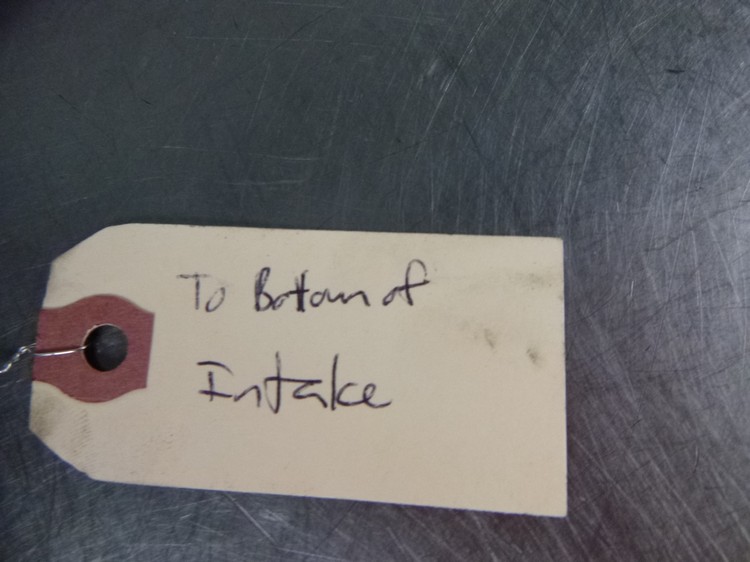 To Bottom of
Intake